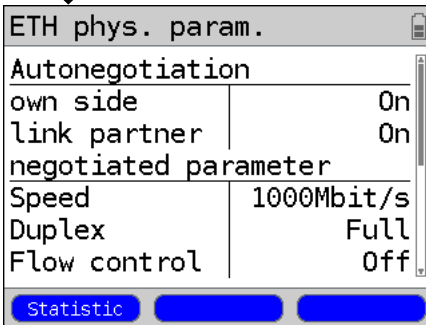 ETH phys. param.
Autonegotiation
own side On
link partner On
negotiated parameter
Speed 1000Mbit/s
Duplex Full
Flow control Off
Statistic